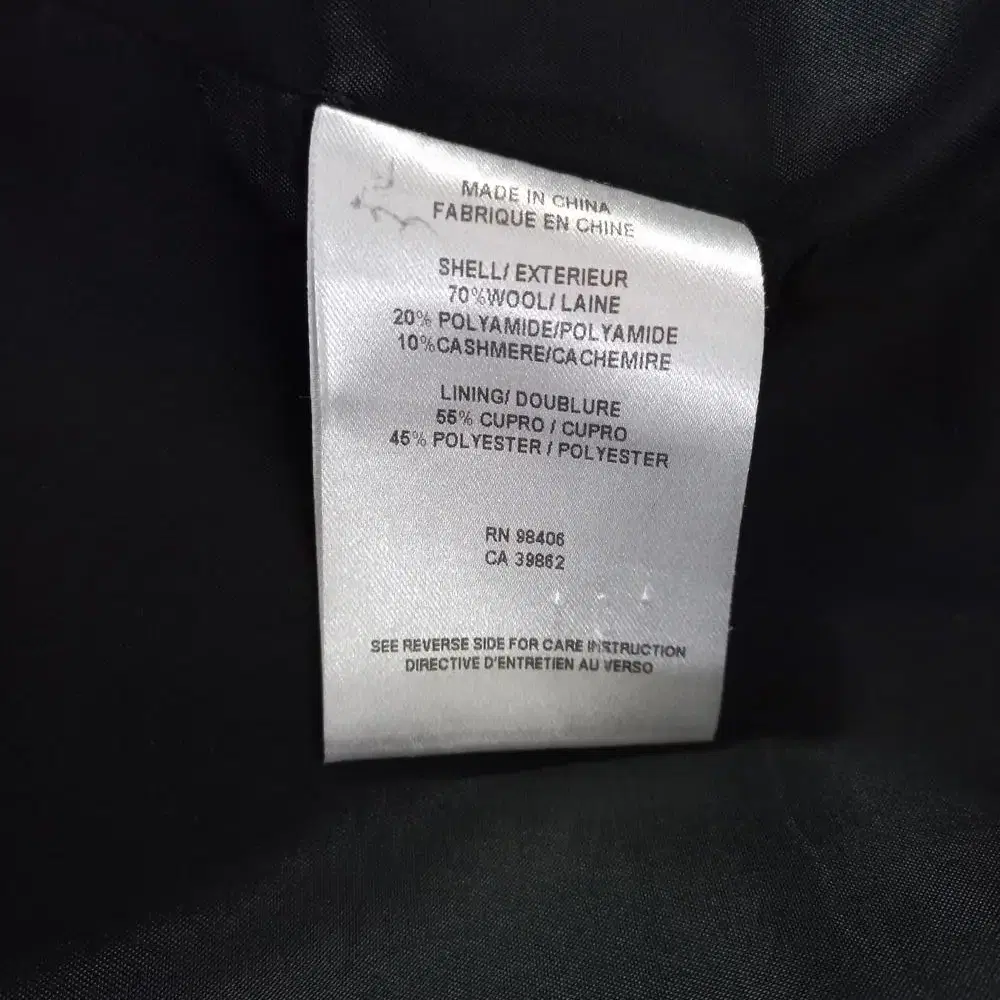 MADE IN CHINA
FABRIQUE EN CHINE
SHELL/ EXTERIEUR
70%WOOL/ LAINE
20% POLYAMIDE/POLYAMIDE
10%CASHMERE/CACHEMIRE
LINING/ DOUBLURE
55% CUPRO / CUPRO
45% POLYESTER / POLYESTER
RN 98406
CA 39862
SEE REVERSE SIDE FOR CARE INSTRUCTION
DIRECTIVE D'ENTRETIEN AU VERSO